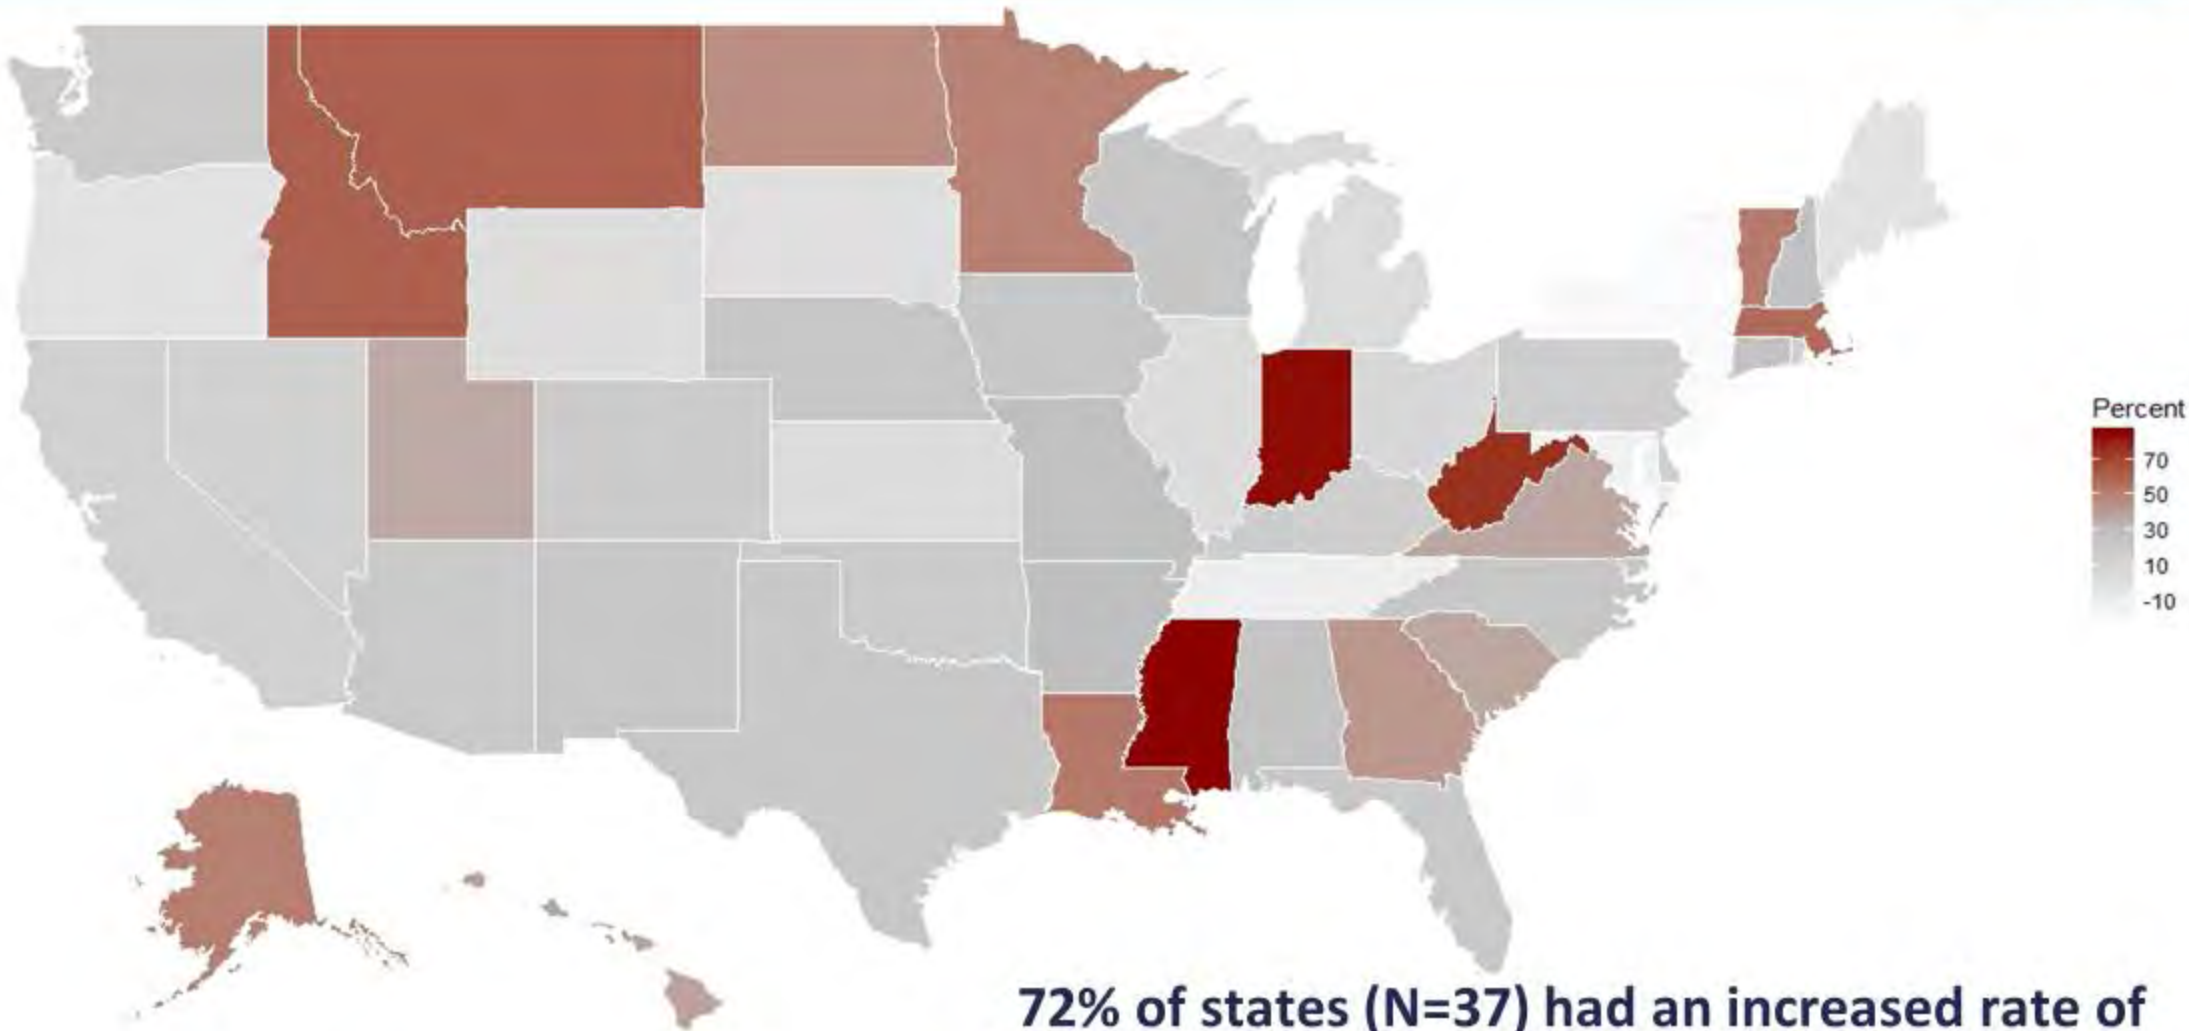 Percent
70
50
30
10
-10
72% of states (N=37) had an increased rate of